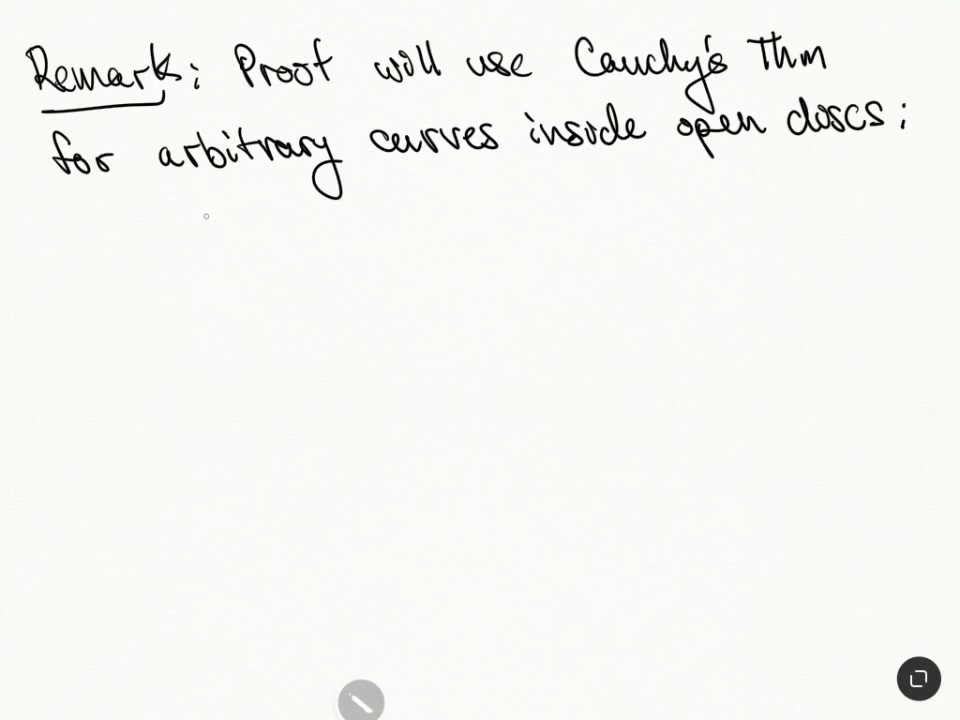 Remark: Proof will use Cauchy's Thm
for arbitrary curves inside open discs: